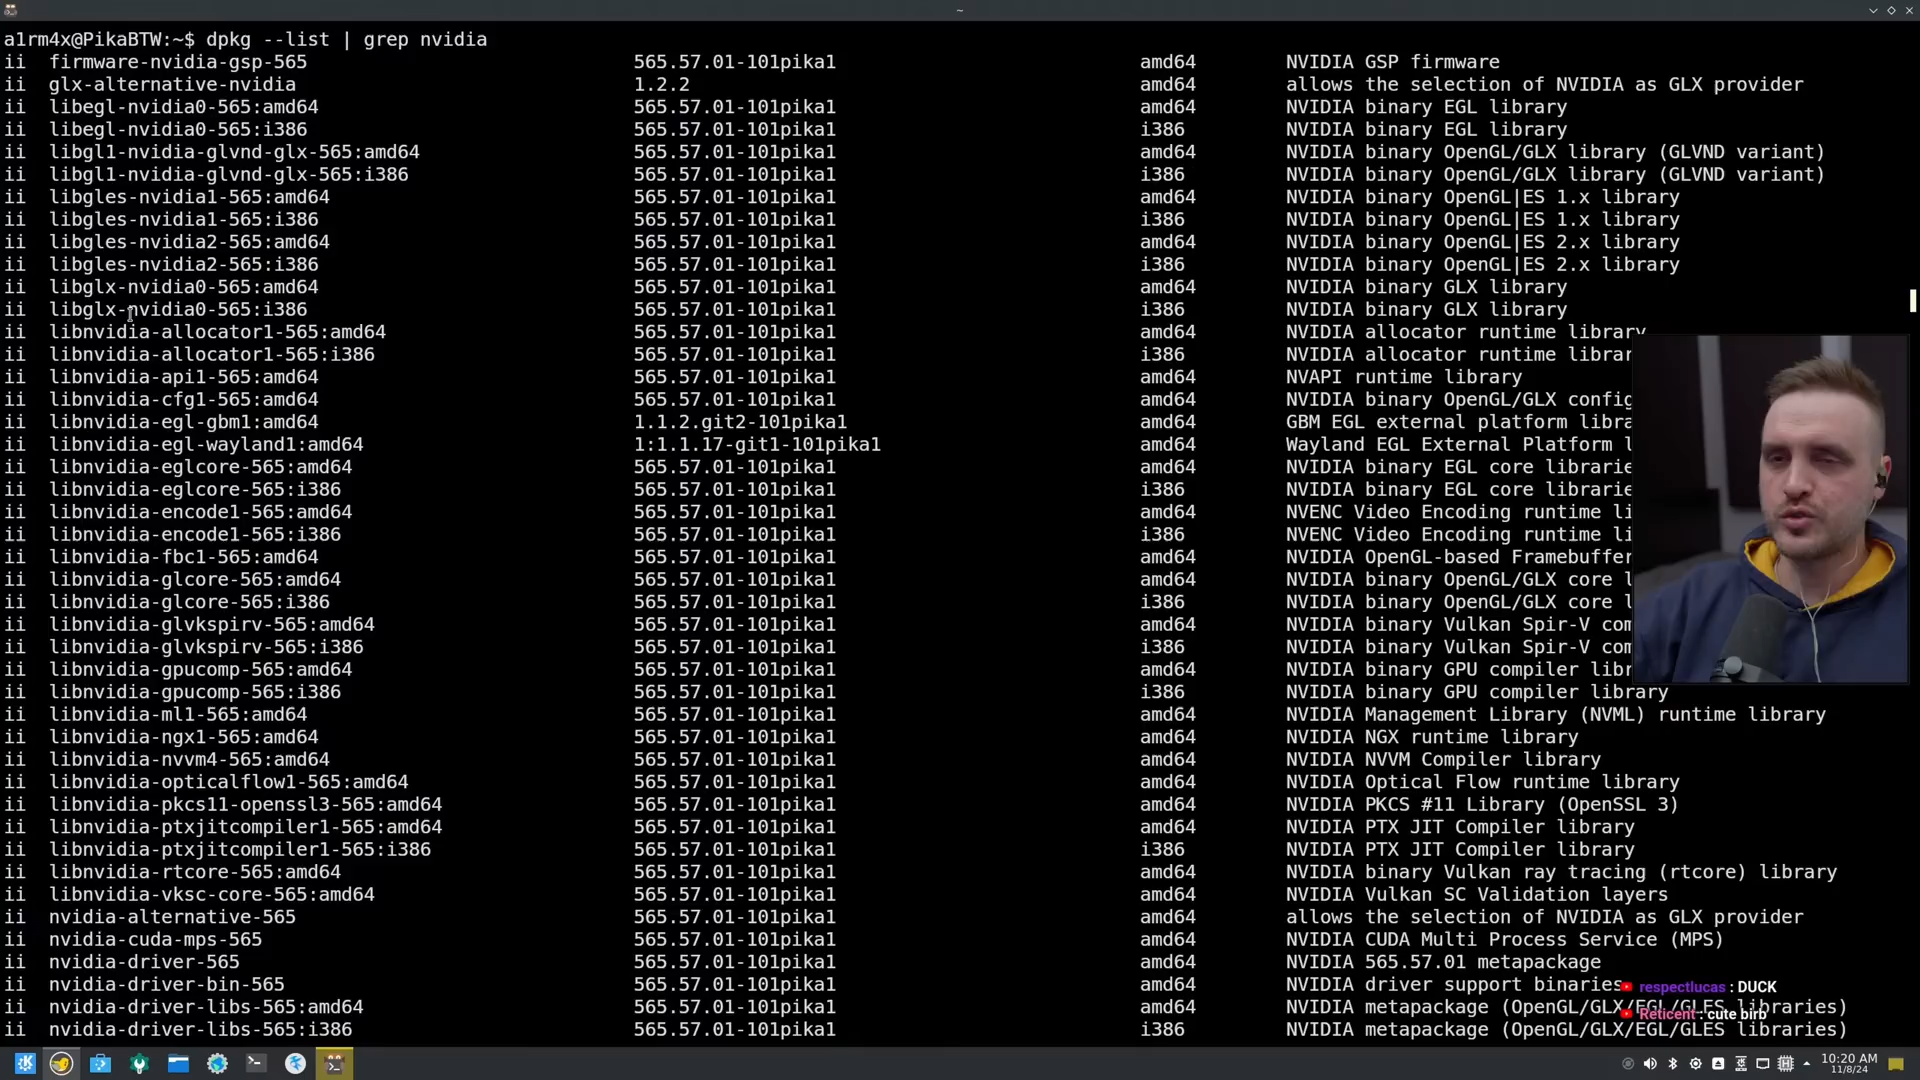 ~
a1rm4x@PikaBTW:~$ dpkg --list | grep nvidia
ii firmware-nvidia-gsp-565 565.57.01-101pika1 amd64 NVIDIA GSP firmware
ii glx-alternative-nvidia 1.2.2 amd64 allows the selection of NVIDIA as GLX provider
ii libegl-nvidia0-565:amd64 565.57.01-101pika1 amd64 NVIDIA binary EGL library
ii libegl-nvidia0-565:i386 565.57.01-101pika1 i386 NVIDIA binary EGL library
ii libgl1-nvidia-glvnd-glx-565:amd64 565.57.01-101pika1 amd64 NVIDIA binary OpenGL/GLX library (GLVND variant)
ii libgl1-nvidia-glvnd-glx-565:i386 565.57.01-101pika1 i386 NVIDIA binary OpenGL/GLX library (GLVND variant)
ii libgles-nvidia1-565:amd64 565.57.01-101pika1 amd64 NVIDIA binary OpenGL|ES 1.x library
ii libgles-nvidia1-565:i386 565.57.01-101pika1 i386 NVIDIA binary OpenGL|ES 1.x library
ii libgles-nvidia2-565:amd64 565.57.01-101pika1 amd64 NVIDIA binary OpenGL|ES 2.x library
ii libgles-nvidia2-565:i386 565.57.01-101pika1 i386 NVIDIA binary OpenGL|ES 2.x library
ii libglx-nvidia0-565:amd64 565.57.01-101pika1 amd64 NVIDIA binary GLX library
ii libglx-nvidia0-565:i386 565.57.01-101pika1 i386 NVIDIA binary GLX library
ii libnvidia-allocator1-565:amd64 565.57.01-101pika1 amd64 NVIDIA allocator runtime library
ii libnvidia-allocator1-565:i386 565.57.01-101pika1 i386 NVIDIA allocator runtime librar
ii libnvidia-api1-565:amd64 565.57.01-101pika1 amd64 NVAPI runtime library
ii libnvidia-cfg1-565:amd64 565.57.01-101pika1 amd64 NVIDIA binary OpenGL/GLX config
ii libnvidia-egl-gbm1:amd64 1.1.2.git2-101pika1 amd64 GBM EGL external platform libra
ii libnvidia-egl-wayland1:amd64 1:1.1.17-git1-101pika1 amd64 Wayland EGL External Platform l
ii libnvidia-eglcore-565:amd64 565.57.01-101pika1 amd64 NVIDIA binary EGL core librarie
ii libnvidia-eglcore-565:i386 565.57.01-101pika1 i386 NVIDIA binary EGL core librarie
ii libnvidia-encode1-565:amd64 565.57.01-101pika1 amd64 NVENC Video Encoding runtime li
ii libnvidia-encode1-565:i386 565.57.01-101pika1 i386 NVENC Video Encoding runtime li
ii libnvidia-fbc1-565:amd64 565.57.01-101pika1 amd64 NVIDIA OpenGL-based Framebuffer
ii libnvidia-glcore-565:amd64 565.57.01-101pika1 amd64 NVIDIA binary OpenGL/GLX core l
ii libnvidia-glcore-565:i386 565.57.01-101pika1 i386 NVIDIA binary OpenGL/GLX core l
ii libnvidia-glvkspirv-565:amd64 565.57.01-101pika1 amd64 NVIDIA binary Vulkan Spir-V com
ii libnvidia-glvkspirv-565:i386 565.57.01-101pika1 i386 NVIDIA binary Vulkan Spir-V com
ii libnvidia-gpucomp-565:amd64 565.57.01-101pika1 amd64 NVIDIA binary GPU compiler libr
ii libnvidia-gpucomp-565:i386 565.57.01-101pika1 i386 NVIDIA binary GPU compiler library
ii libnvidia-ml1-565:amd64 565.57.01-101pika1 amd64 NVIDIA Management Library (NVML) runtime library
ii libnvidia-ngx1-565:amd64 565.57.01-101pika1 amd64 NVIDIA NGX runtime library
ii libnvidia-nvvm4-565:amd64 565.57.01-101pika1 amd64 NVIDIA NVVM Compiler library
ii libnvidia-opticalflow1-565:amd64 565.57.01-101pika1 amd64 NVIDIA Optical Flow runtime library
ii libnvidia-pkcs11-openssl3-565:amd64 565.57.01-101pika1 amd64 NVIDIA PKCS #11 Library (OpenSSL 3)
ii libnvidia-ptxjitcompiler1-565:amd64 565.57.01-101pika1 amd64 NVIDIA PTX JIT Compiler library
ii libnvidia-ptxjitcompiler1-565:i386 565.57.01-101pika1 i386 NVIDIA PTX JIT Compiler library
ii libnvidia-rtcore-565:amd64 565.57.01-101pika1 amd64 NVIDIA binary Vulkan ray tracing (rtcore) library
ii libnvidia-vksc-core-565:amd64 565.57.01-101pika1 amd64 NVIDIA Vulkan SC Validation layers
ii nvidia-alternative-565 565.57.01-101pika1 amd64 allows the selection of NVIDIA as GLX provider
ii nvidia-cuda-mps-565 565.57.01-101pika1 amd64 NVIDIA CUDA Multi Process Service (MPS)
ii nvidia-driver-565 565.57.01-101pika1 amd64 NVIDIA 565.57.01 metapackage
ii nvidia-driver-bin-565 565.57.01-101pika1 amd64 NVIDIA driver support binaries
respectlucas : DUCK
ii nvidia-driver-libs-565:amd64 565.57.01-101pika1 amd64 NVIDIA metapackage (OpenGL/GLX/EGL/GLES libraries)
Reticent : cute birb
ii nvidia-driver-libs-565:i386 565.57.01-101pika1 i386 NVIDIA metapackage (OpenGL/GLX/EGL/GLES libraries)
10:20 AM
11/8/24